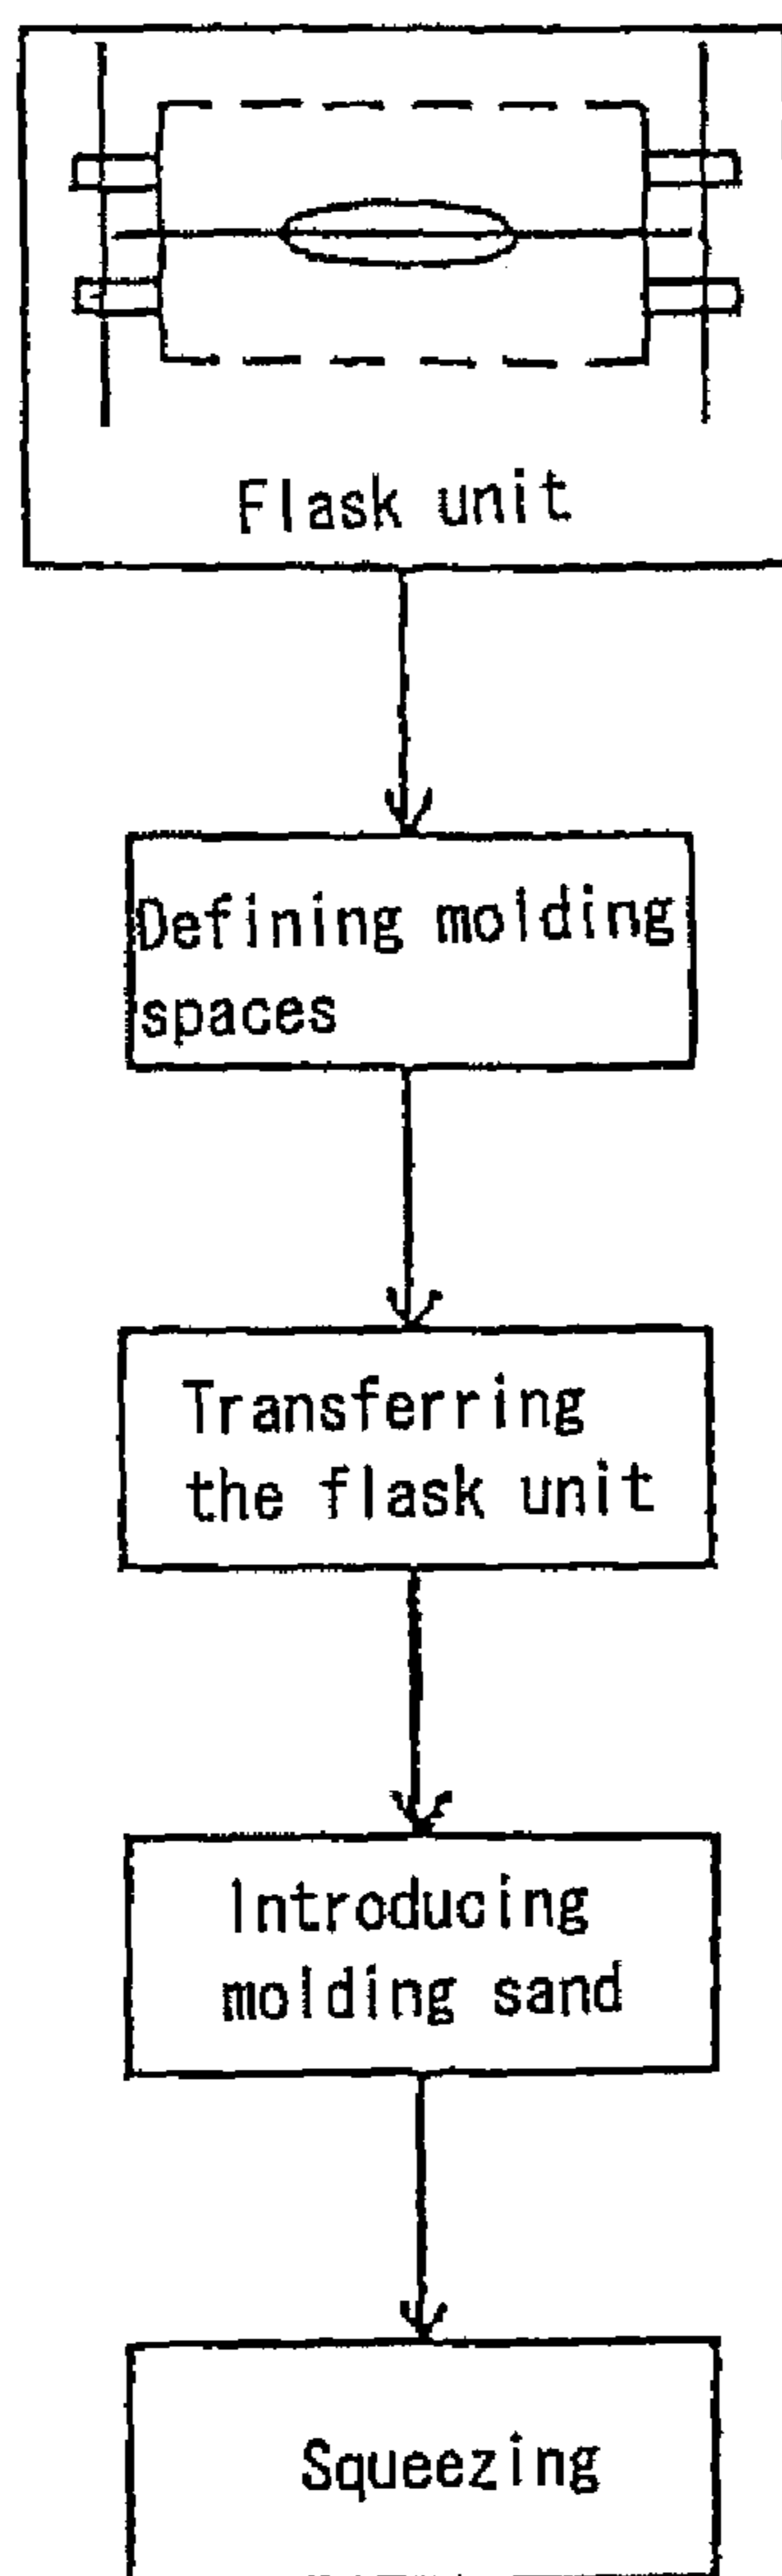 Flask unit
Defining molding
spaces
Transferring
the flask unit
Introducing
molding sand
Squeezing